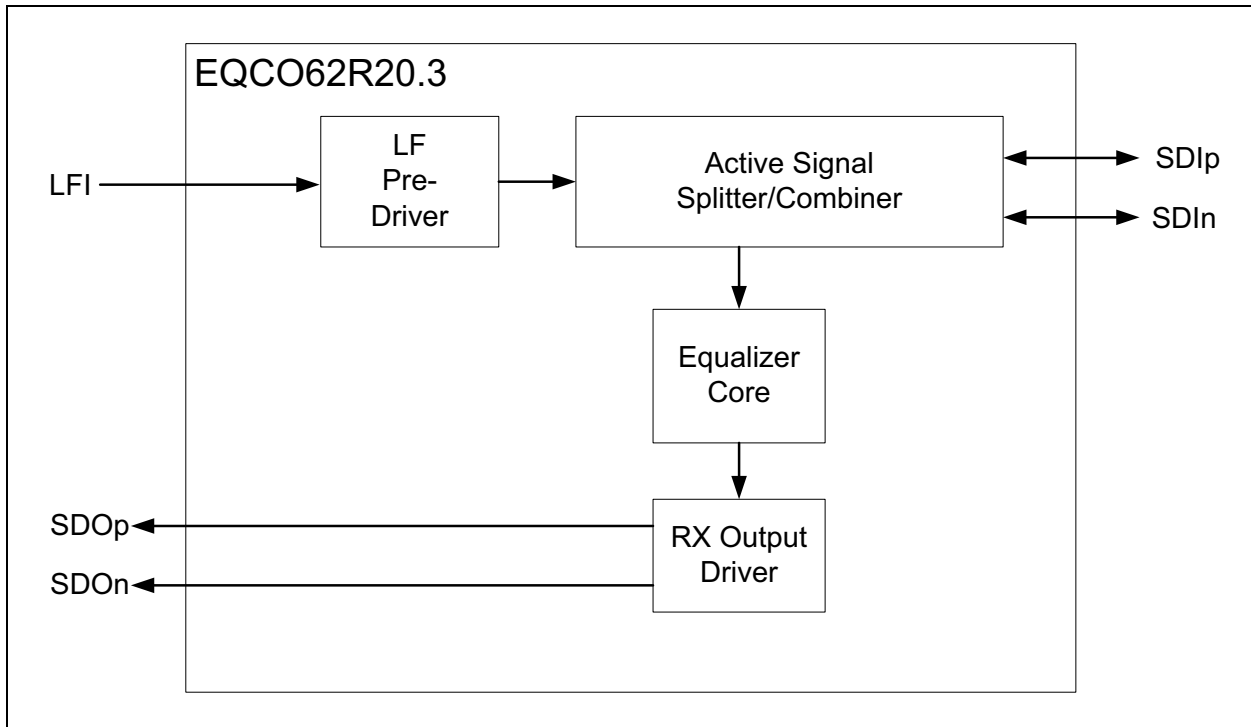 EQCO62R20.3
LFI
LF
Pre-
Driver
Active Signal
Splitter/Combiner
SDIp
SDIn
Equalizer
Core
SDOp
SDOn
RX Output
Driver